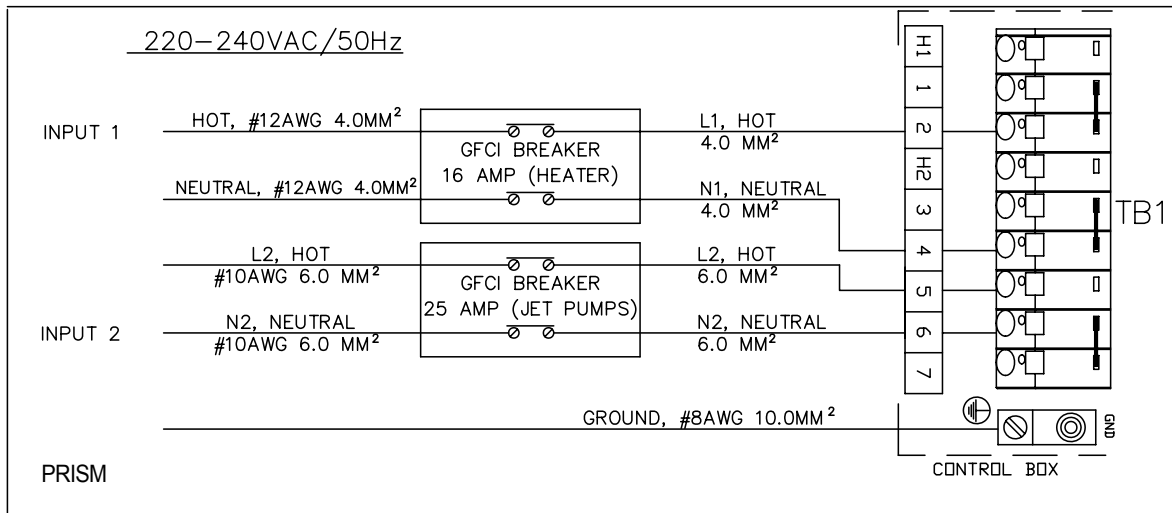 220-240VAC/50Hz
INPUT 1
HOT, #12AWG 4.0MM²
NEUTRAL, #12AWG 4.0MM²
GFCI BREAKER
16 AMP (HEATER)
L1, HOT
4.0 MM²
N1, NEUTRAL
4.0 MM²
L2, HOT
#10AWG 6.0 MM²
INPUT 2
N2, NEUTRAL
#10AWG 6.0 MM²
GFCI BREAKER
25 AMP (JET PUMPS)
L2, HOT
6.0 MM²
N2, NEUTRAL
6.0 MM²
H1
1
2
H2
3
4
5
6
7
TB1
GROUND, #8AWG 10.0MM²
GND
CONTROL BOX
PRISM